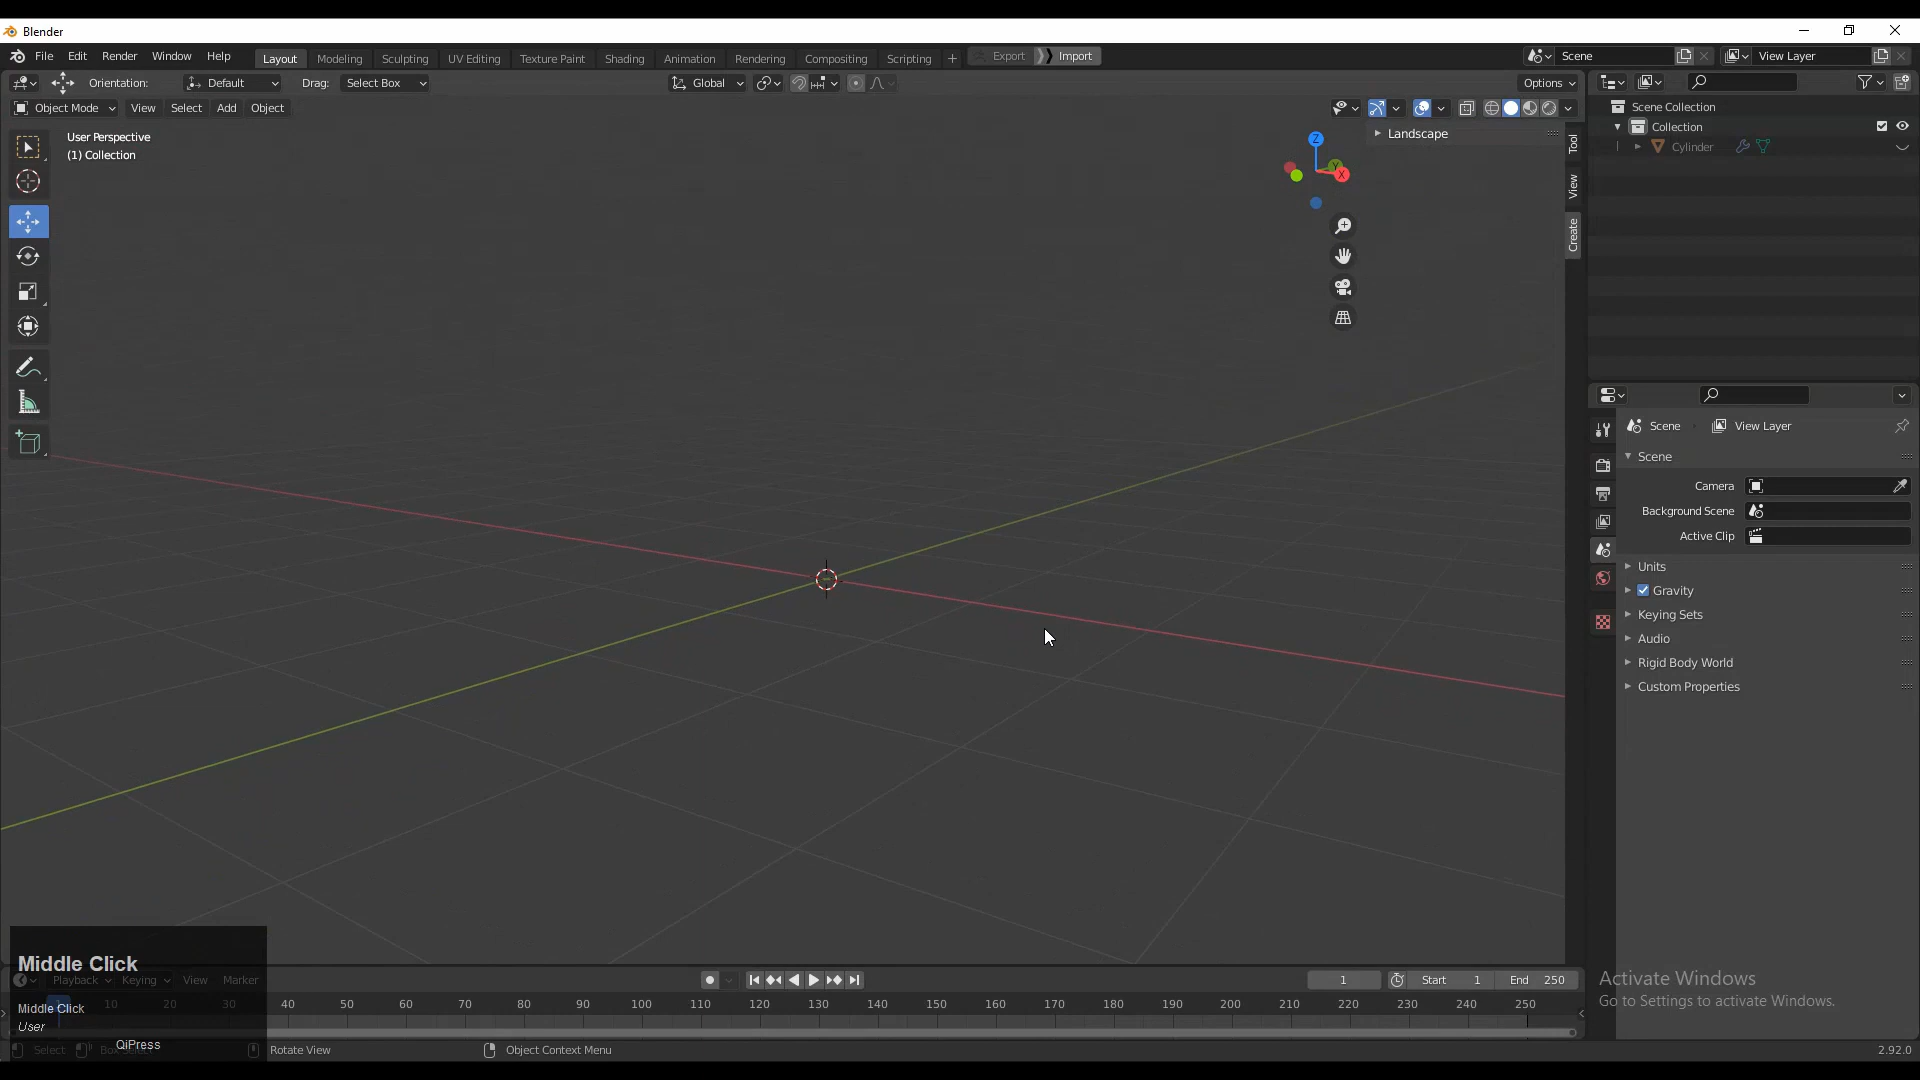 Blender
File Edit Render Window Help Layout Modeling Sculpting UV Editing Texture Paint Shading Animation Rendering Compositing Scripting + Export Import Scene View Layer
Orientation: Default Drag: Select Box Global Options
Object Mode View Select Add Object
User Perspective
(1) Collection
Z
Y
X
Landscape
Tool
View
Create
Scene Collection
Collection
Cylinder
Scene View Layer
Scene
Camera
Background Scene
Active Clip
Units
Gravity
Keying Sets
Audio
Rigid Body World
Custom Properties
Middle Click
Playback Keying View Marker 1 Start 1 End 250
1 10 20 30 40 50 60 70 80 90 100 110 120 130 140 150 160 170 180 190 200 210 220 230 240 250
Middle Click
User
QiPress
Select Box Select Rotate View Object Context Menu 2.92.0
Activate Windows
Go to Settings to activate Windows.